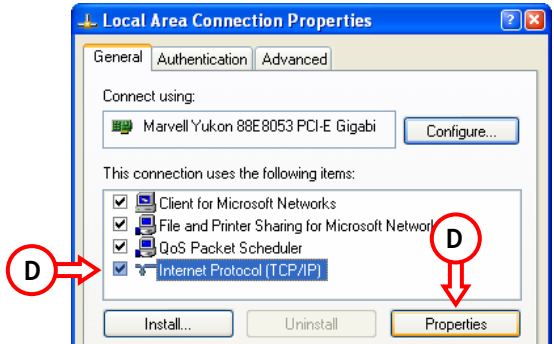 Local Area Connection Properties
General Authentication Advanced
Connect using:
Marvell Yukon 88E8053 PCI-E Gigabi Configure...
This connection uses the following items:
Client for Microsoft Networks
File and Printer Sharing for Microsoft
QoS Packet Scheduler D
D Internet Protocol (TCP/IP)
Install... Uninstall Properties